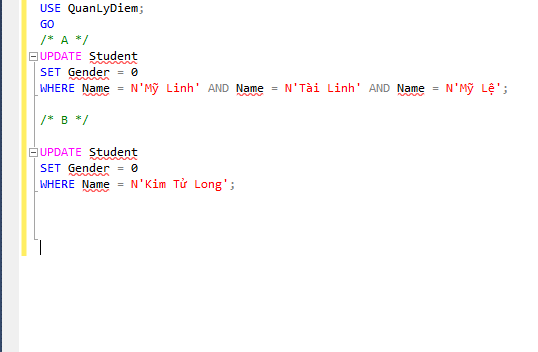 USE QuanLyDiem;
GO
/* A */
UPDATE Student
SET Gender = 0
WHERE Name = N'Mỹ Linh' AND Name = N'Tài Linh' AND Name = N'Mỹ Lệ';
/* B */
UPDATE Student
SET Gender = 0
WHERE Name = N'Kim Tử Long';